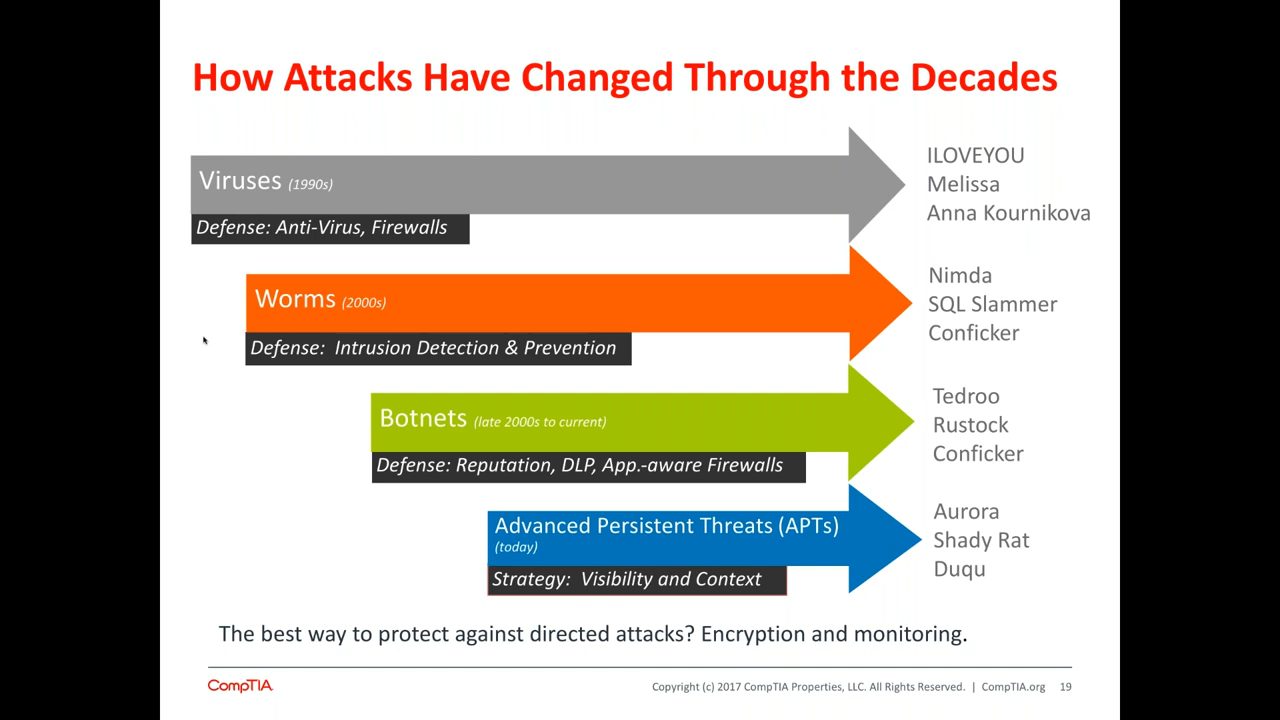 How Attacks Have Changed Through the Decades
Viruses (1990s)
Defense: Anti-Virus, Firewalls
ILOVEYOU
Melissa
Anna Kournikova
Worms (2000s)
Defense: Intrusion Detection & Prevention
Nimda
SQL Slammer
Conficker
Botnets (late 2000s to current)
Defense: Reputation, DLP, App.-aware Firewalls
Tedroo
Rustock
Conficker
Advanced Persistent Threats (APTs)
(today)
Strategy: Visibility and Context
Aurora
Shady Rat
Duqu
The best way to protect against directed attacks? Encryption and monitoring.
CompTIA
Copyright (c) 2017 CompTIA Properties, LLC. All Rights Reserved. | CompTIA.org 19